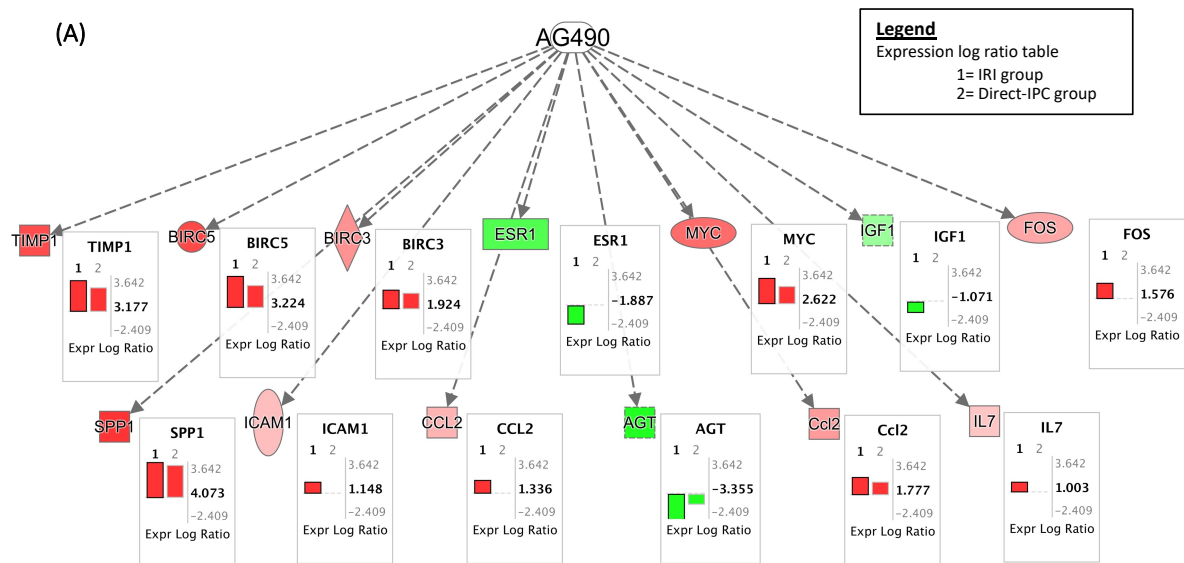 (A)
AG490
Legend
Expression log ratio table
1= IRI group
2= Direct-IPC group
TIMP1
TIMP1
1 2
3.642
3.177
−2.409
Expr Log Ratio
BIRC5
BIRC5
1 2
3.642
3.224
−2.409
Expr Log Ratio
BIRC3
BIRC3
1 2
3.642
1.924
−2.409
Expr Log Ratio
ESR1
ESR1
1 2
3.642
−1.887
−2.409
Expr Log Ratio
MYC
MYC
1 2
3.642
2.622
−2.409
Expr Log Ratio
IGF1
IGF1
1 2
3.642
−1.071
−2.409
Expr Log Ratio
FOS
FOS
1 2
3.642
1.576
−2.409
Expr Log Ratio
SPP1
SPP1
1 2
3.642
4.073
−2.409
Expr Log Ratio
ICAM1
ICAM1
1 2
3.642
1.148
−2.409
Expr Log Ratio
CCL2
CCL2
1 2
3.642
1.336
−2.409
Expr Log Ratio
AGT
AGT
1 2
3.642
−3.355
−2.409
Expr Log Ratio
Ccl2
Ccl2
1 2
3.642
1.777
−2.409
Expr Log Ratio
IL7
IL7
1 2
3.642
1.003
−2.409
Expr Log Ratio